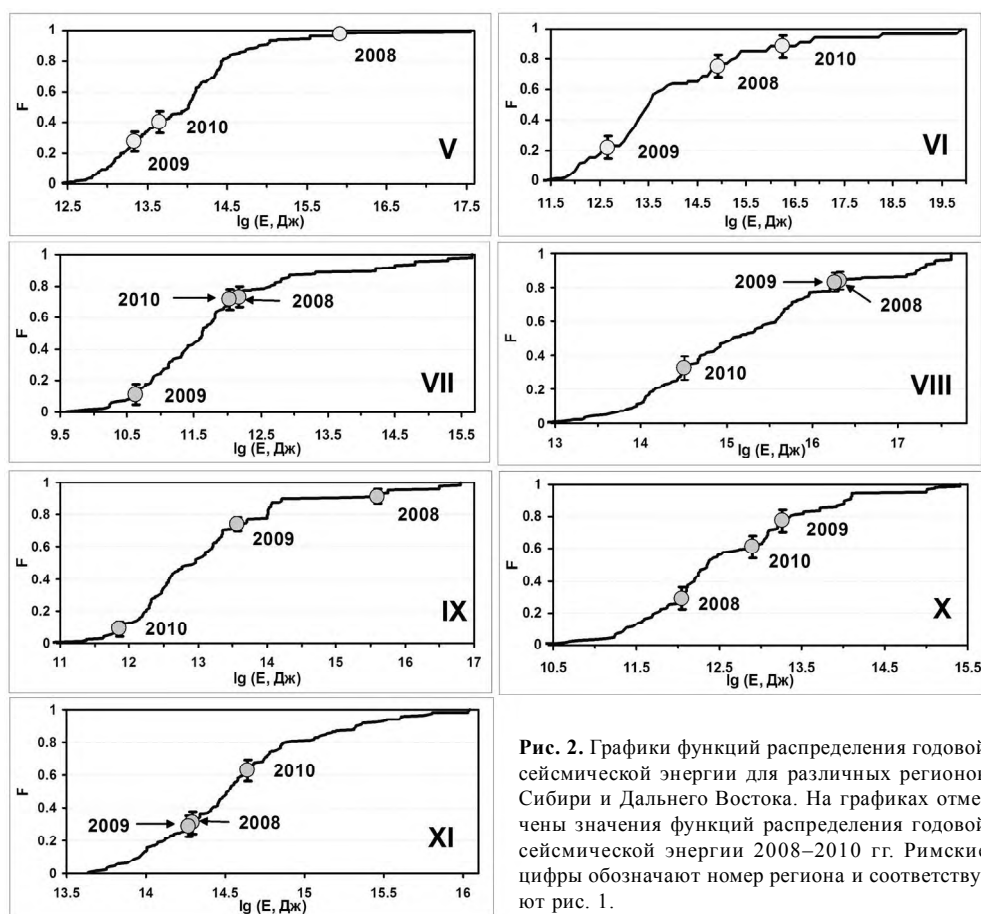 1
0.8
0.6
0.4
0.2
0
F
2008
2010
2009
V
12.5 13.5 14.5 15.5 16.5 17.5
lg (E, Дж)
1
0.8
0.6
0.4
0.2
0
F
2010
2008
2009
VI
11.5 12.5 13.5 14.5 15.5 16.5 17.5 18.5 19.5
lg (E, Дж)
1
0.8
0.6
0.4
0.2
0
F
2010
2008
2009
VII
9.5 10.5 11.5 12.5 13.5 14.5 15.5
lg (E, Дж)
1
0.8
0.6
0.4
0.2
0
F
2009
2008
2010
VIII
13 14 15 16 17
lg (E, Дж)
1
0.8
0.6
0.4
0.2
0
F
2008
2009
2010
IX
11 12 13 14 15 16 17
lg (E, Дж)
1
0.8
0.6
0.4
0.2
0
F
2009
2010
2008
X
10.5 11.5 12.5 13.5 14.5 15.5
lg (E, Дж)
1
0.8
0.6
0.4
0.2
0
F
2010
2009
2008
XI
13.5 14 14.5 15 15.5 16
lg (E, Дж)
Рис. 2. Графики функций распределения годовой
сейсмической энергии для различных регионов
Сибири и Дальнего Востока. На графиках отме
чены значения функций распределения годовой
сейсмической энергии 2008–2010 гг. Римские
цифры обозначают номер региона и соответству
ют рис. 1.